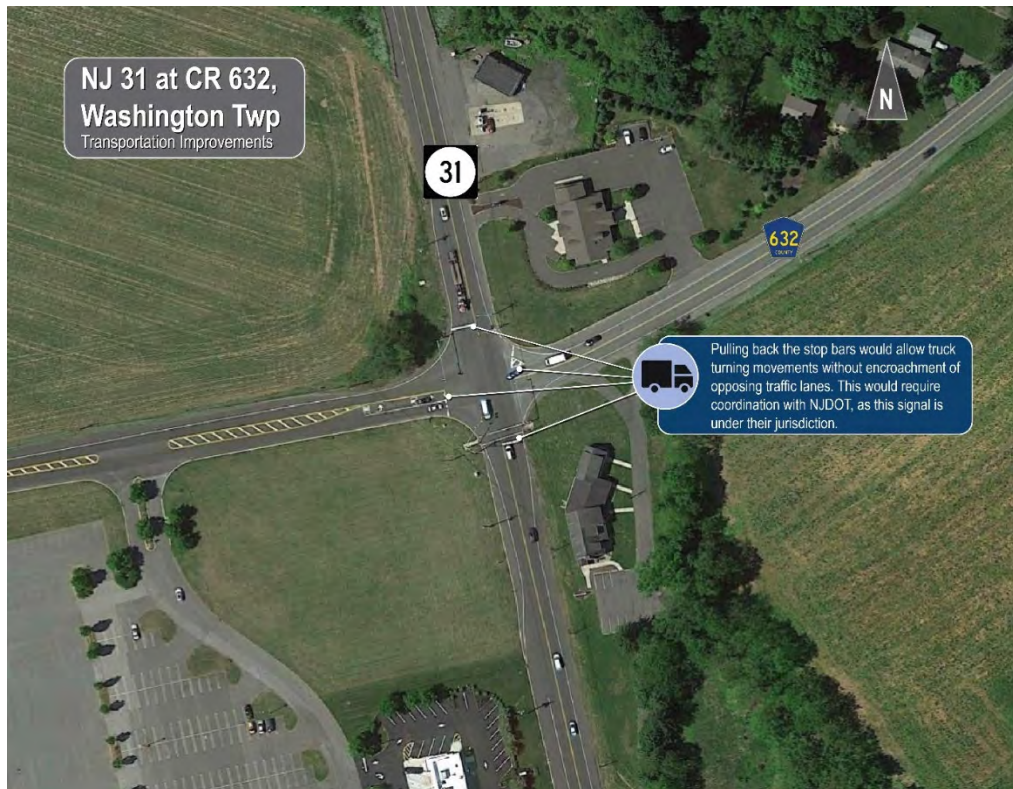 NJ 31 at CR 632,
Washington Twp
Transportation Improvements
N
31
632
COUNTY
Pulling back the stop bars would allow truck
turning movements without encroachment of
opposing traffic lanes. This would require
coordination with NJDOT, as this signal is
under their jurisdiction.